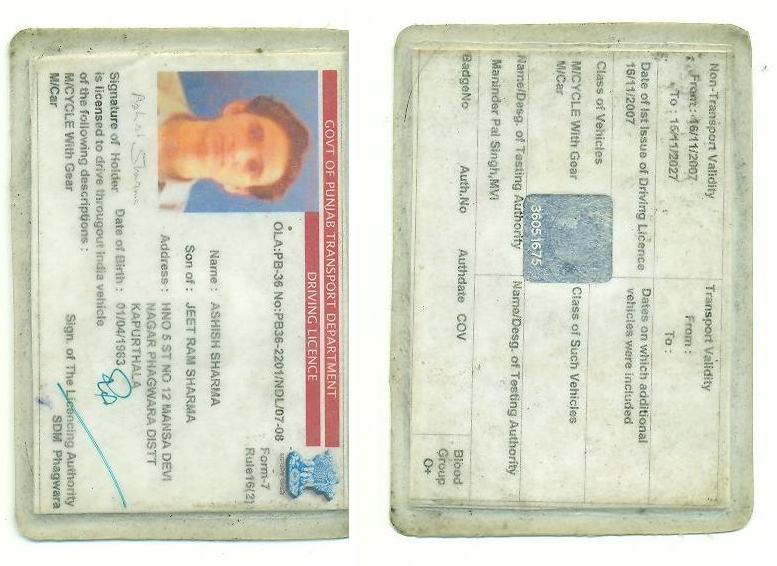 GOVT OF PUNJAB TRANSPORT DEPARTMENT
DRIVING LICENCE
Form-7
Rule16(2)
OLA:PB-36 No:PB36-2201/NDL/07-08
Name : ASHISH SHARMA
Son of : JEET RAM SHARMA
Address : HNO 5 ST NO 12 MANSA DEVI
NAGAR PHAGWARA DISTT
KAPURTHALA
Ashish Sharma
Signature of Holder Date of Birth : 01/04/1983
is licensed to drive througout india vehicle
of the following descriptions :
M/CYCLE With Gear
M/Car
Sign. of The Licencing Authority
SDM Phagwara
Non-Transport Validity
From : 16/11/2007
To : 15/11/2027
Transport Validity
From :
To :
Date of Ist Issue of Driving Licence
16/11/2007
Dates on which additional
vehicles were included
Class of Vehicles
M/CYCLE With Gear
M/Car
Class of Such Vehicles
36051675
Name/Desg. of Testing Authority
Maninder Pal Singh,MVI
Name/Desg. of Testing Authority
BadgeNo Auth.No Authdate COV
Blood
Group
O+